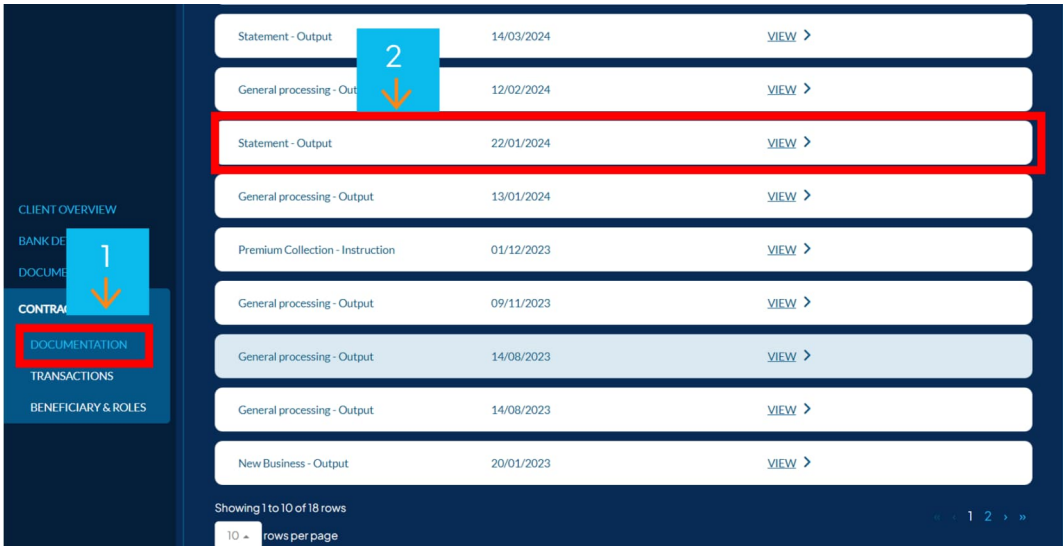 Statement - Output 14/03/2024 VIEW
2
General processing - Out 12/02/2024 VIEW
Statement - Output 22/01/2024 VIEW
General processing - Output 13/01/2024 VIEW
CLIENT OVERVIEW
BANK DE
Premium Collection - Instruction 01/12/2023 VIEW
1
DOCUME
CONTRA
General processing - Output 09/11/2023 VIEW
DOCUMENTATION
General processing - Output 14/08/2023 VIEW
TRANSACTIONS
BENEFICIARY & ROLES
General processing - Output 14/08/2023 VIEW
New Business - Output 20/01/2023 VIEW
Showing 1 to 10 of 18 rows
« ‹ 1 2 › »
10 rows per page